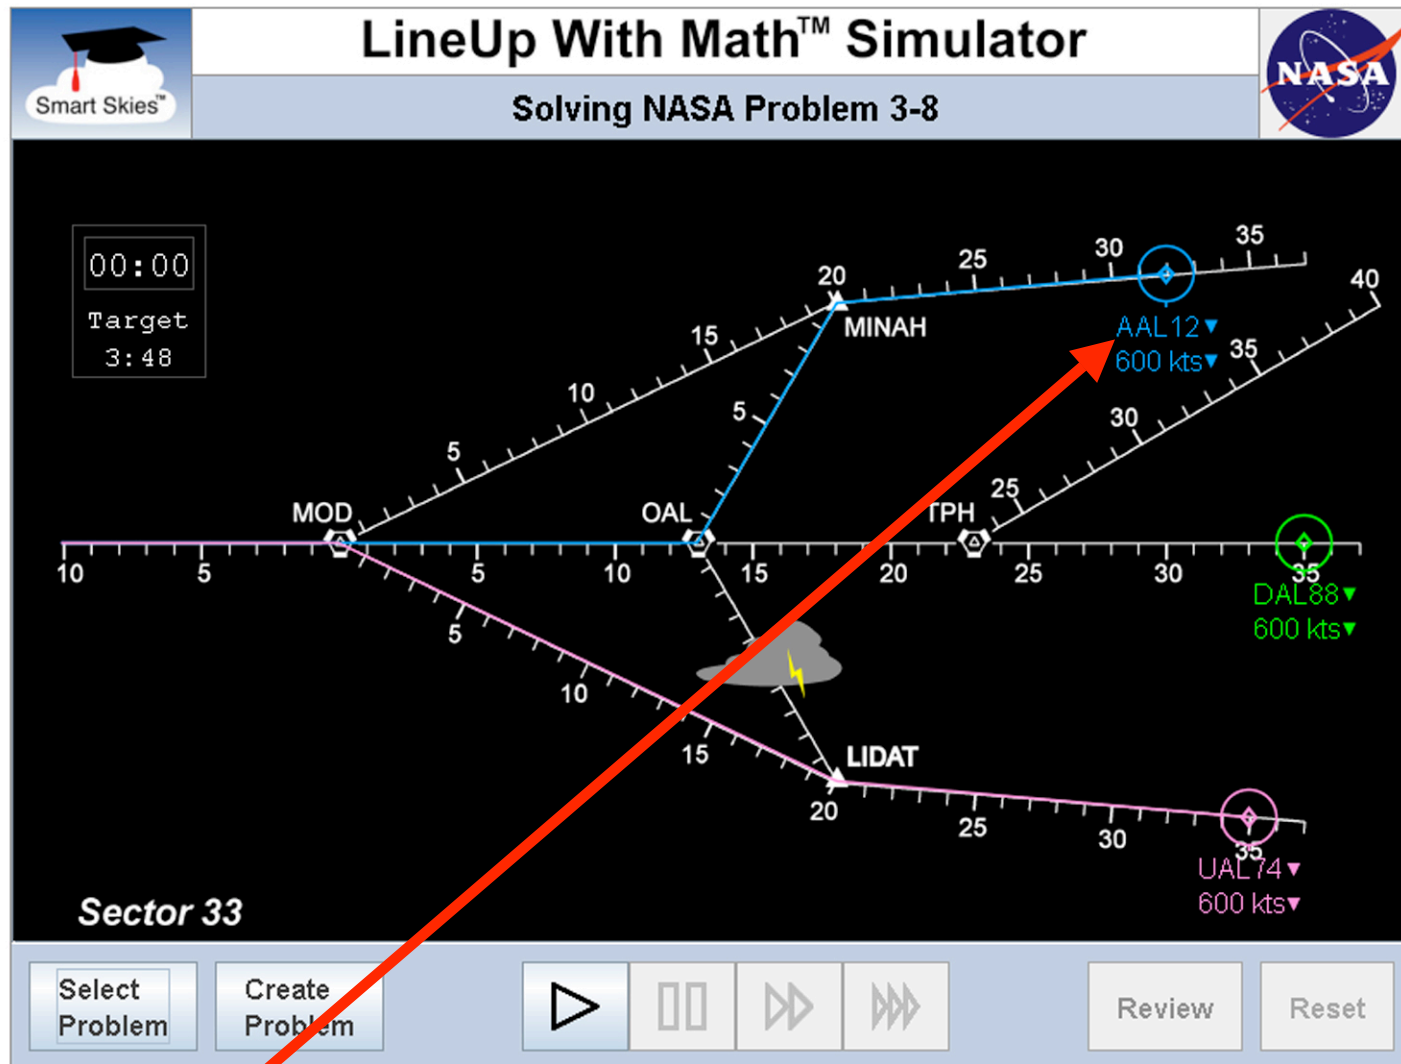 LineUp With Math™ Simulator
Smart Skies™
Solving NASA Problem 3-8
NASA
00:00
Target
3:48
20
25
30
35
40
MINAH
AAL12▼
600 kts▼
15
10
5
5
35
30
25
MOD
OAL
TPH
10
5
5
10
15
20
25
30
35
DAL88▼
600 kts▼
5
10
15
LIDAT
20
25
30
35
UAL74▼
600 kts▼
Sector 33
Select
Problem
Create
Problem
Review
Reset